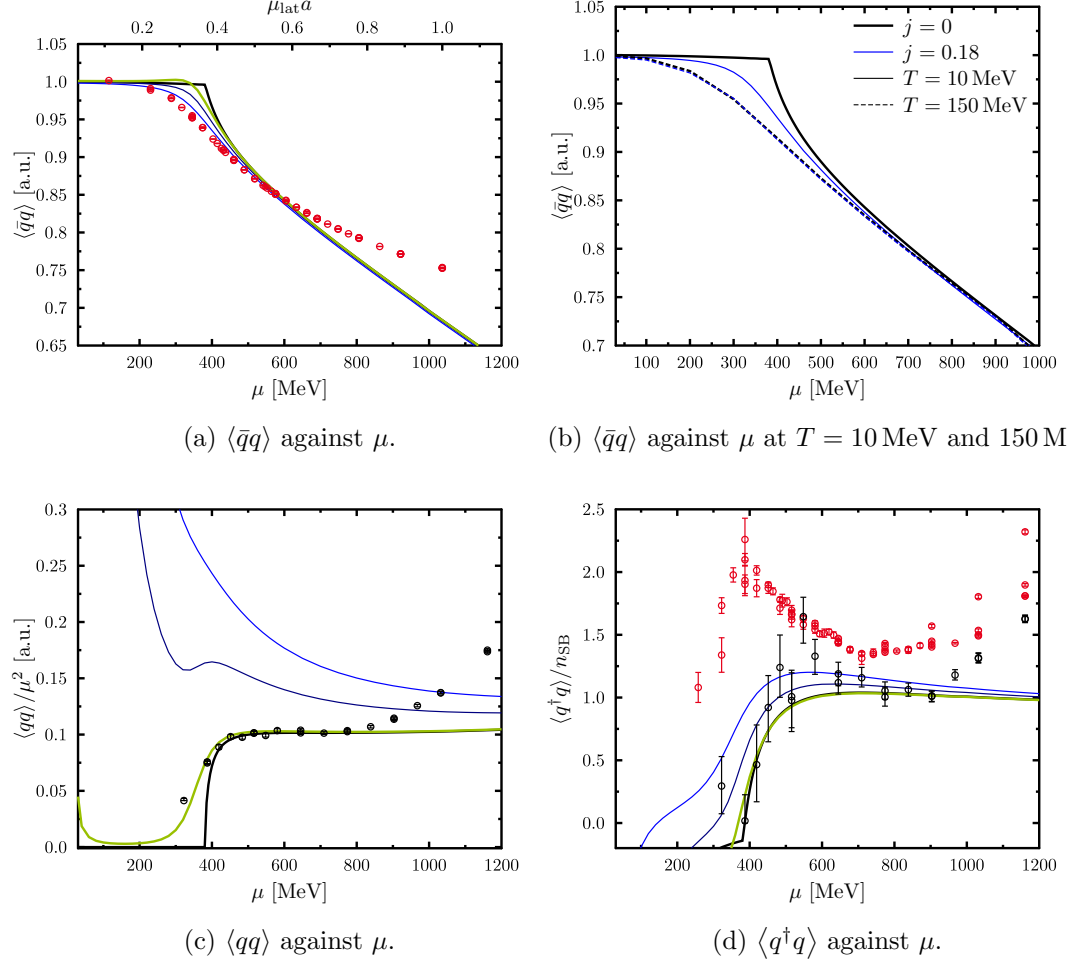 μ_lat a
0.2 0.4 0.6 0.8 1.0
1.05
1.0
0.95
0.9
0.85
0.8
0.75
0.7
0.65
⟨q̄q⟩ [a.u.]
200 400 600 800 1000 1200
μ [MeV]
(a) ⟨q̄q⟩ against μ.
1.05
1.0
0.95
0.9
0.85
0.8
0.75
0.7
⟨q̄q⟩ [a.u.]
j = 0
j = 0.18
T = 10 MeV
T = 150 MeV
100 200 300 400 500 600 700 800 900 1000
μ [MeV]
(b) ⟨q̄q⟩ against μ at T = 10 MeV and 150 M
0.3
0.25
0.2
0.15
0.1
0.05
0.0
⟨qq⟩/μ² [a.u.]
200 400 600 800 1000 1200
μ [MeV]
(c) ⟨qq⟩ against μ.
2.5
2.0
1.5
1.0
0.5
0.0
⟨q†q⟩/n_SB
200 400 600 800 1000 1200
μ [MeV]
(d) ⟨q†q⟩ against μ.